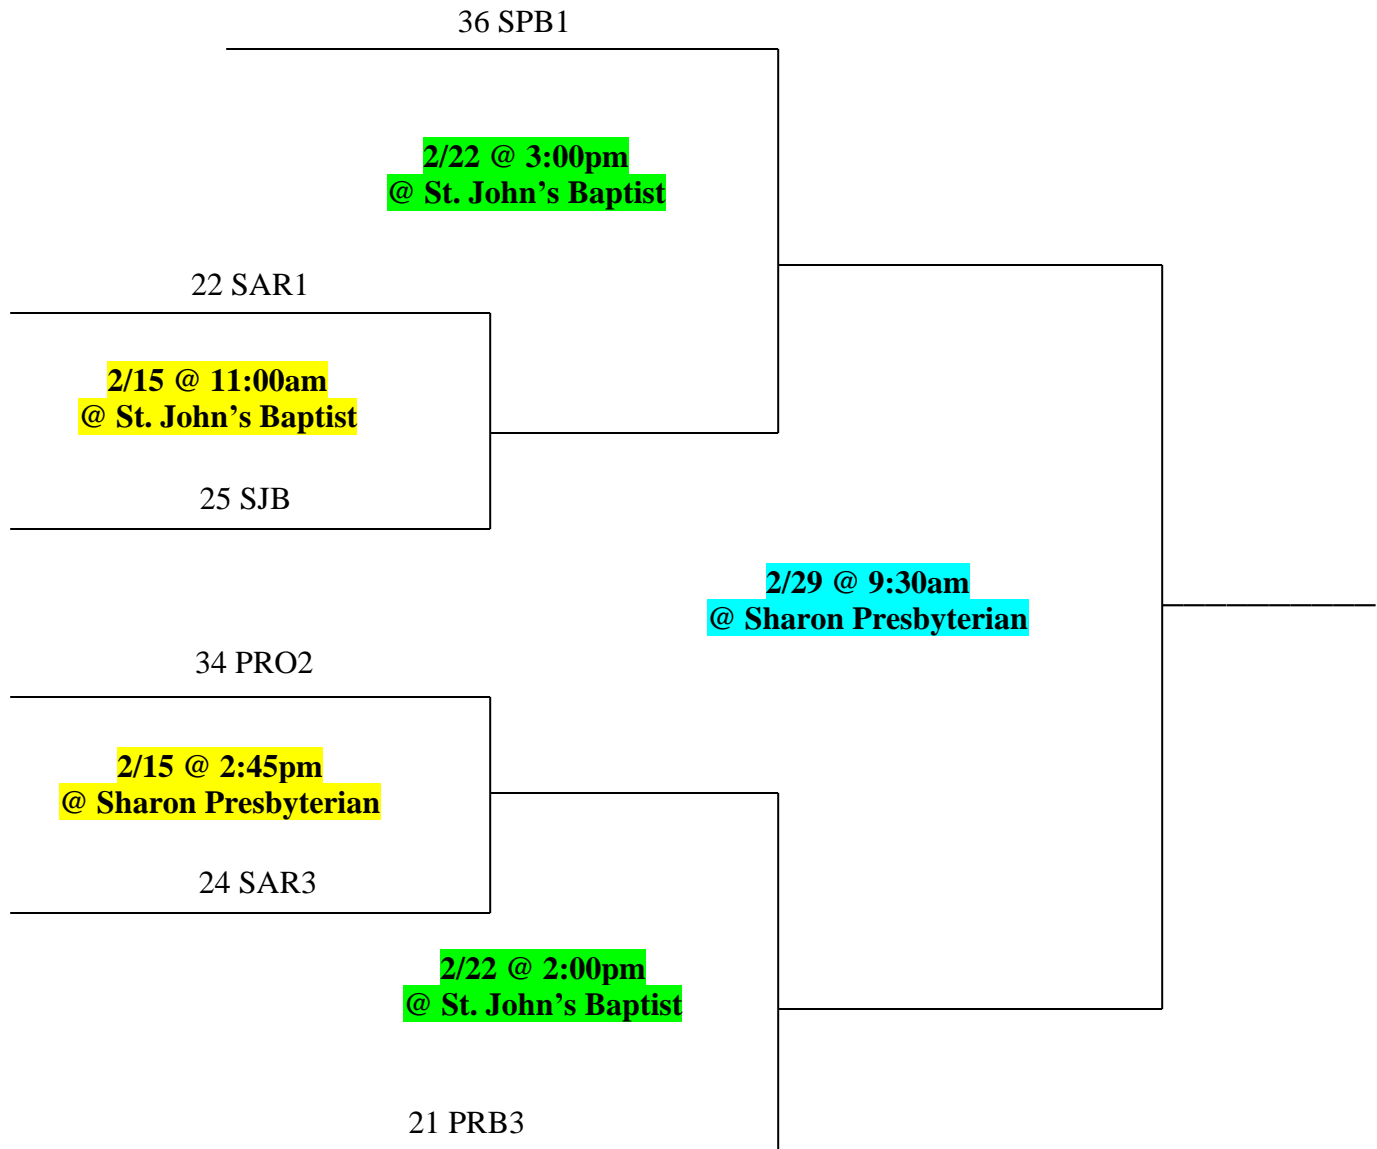 36 SPB1
2/22 @ 3:00pm
@ St. John’s Baptist
22 SAR1
2/15 @ 11:00am
@ St. John’s Baptist
25 SJB
2/29 @ 9:30am
@ Sharon Presbyterian
34 PRO2
2/15 @ 2:45pm
@ Sharon Presbyterian
24 SAR3
2/22 @ 2:00pm
@ St. John’s Baptist
21 PRB3